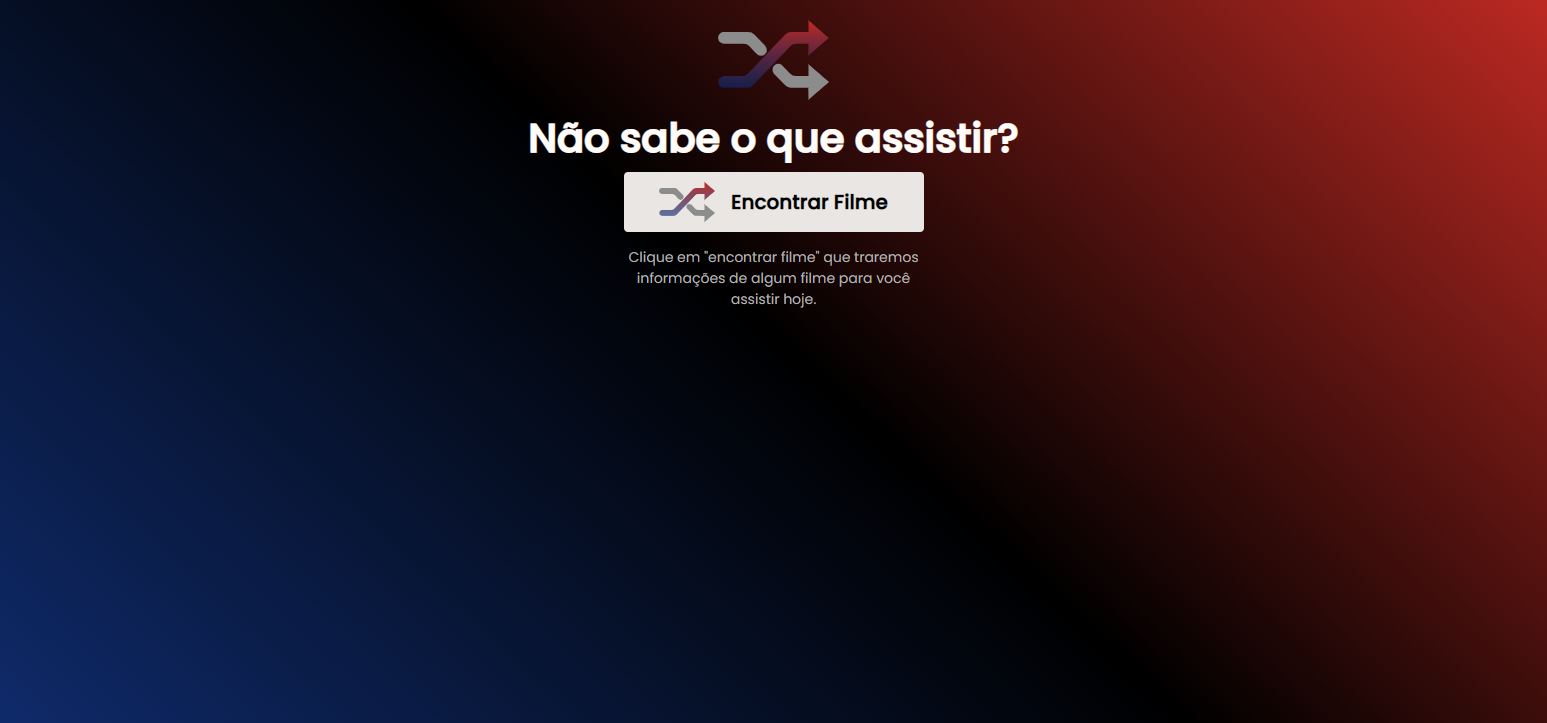 Não sabe o que assistir?
Encontrar Filme
Clique em "encontrar filme" que traremos
informações de algum filme para você
assistir hoje.